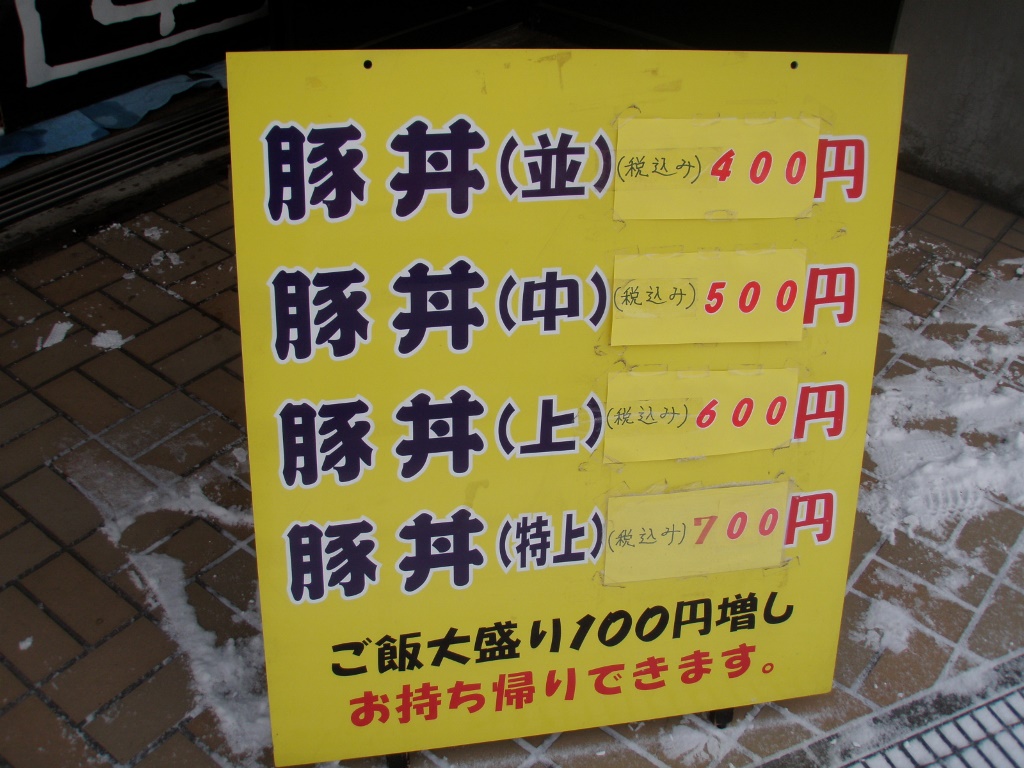 豚丼(並)(税込み)400円
豚丼(中)(税込み)500円
豚丼(上)(税込み)600円
豚丼(特上)(税込み)700円
ご飯大盛り100円増し
お持ち帰りできます。